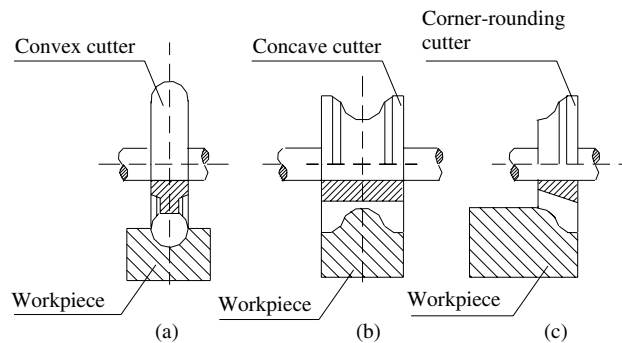 Convex cutter
Concave cutter
Corner-rounding
cutter
Workpiece
Workpiece
Workpiece
(a)
(b)
(c)